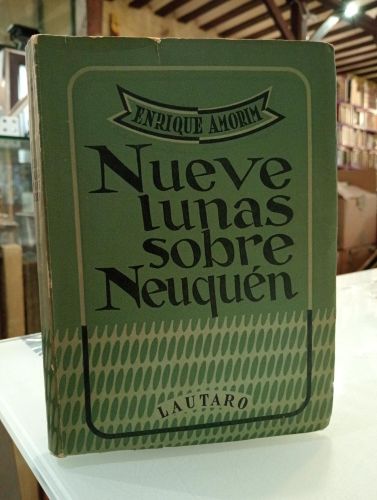 ENRIQUE AMORIM
Nueve
lunas
sobre
Neuquén
LAUTARO